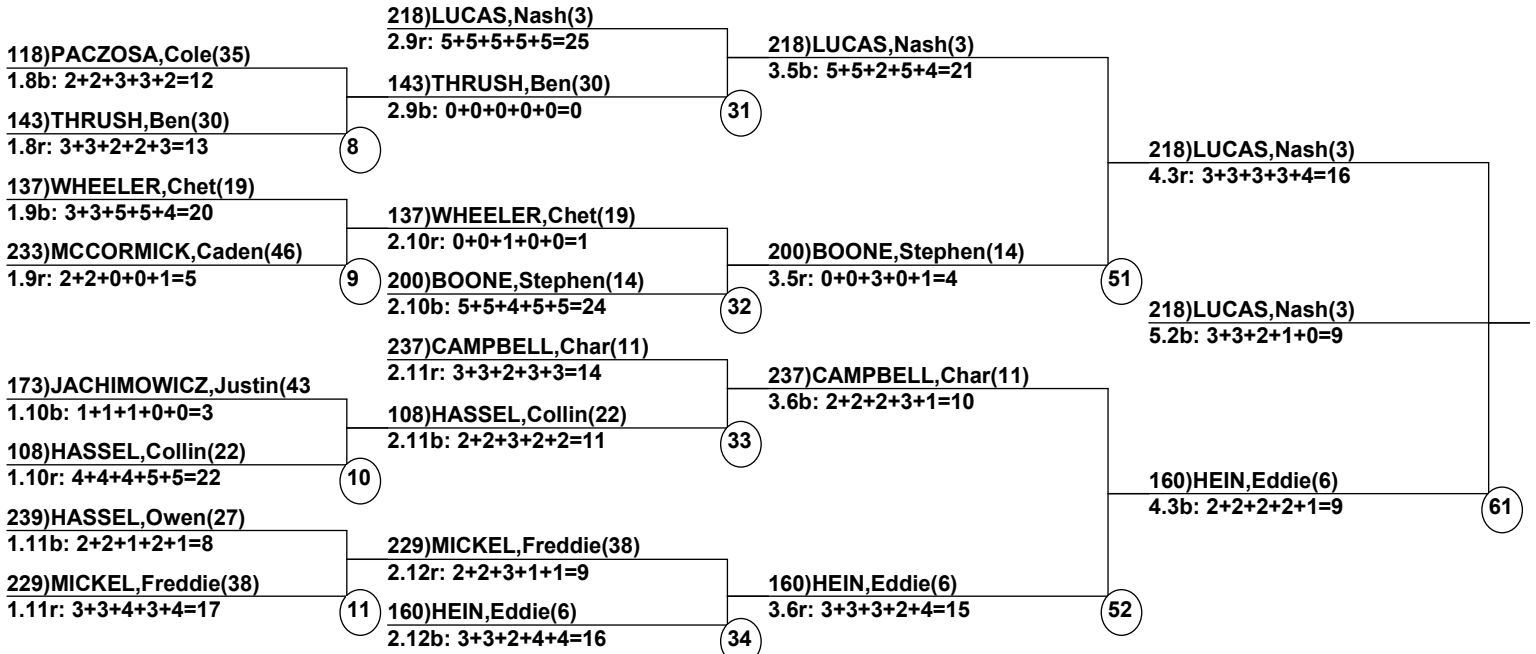 118)PACZOSA,Cole(35)
1.8b: 2+2+3+3+2=12
143)THRUSH,Ben(30)
1.8r: 3+3+2+2+3=13
8
137)WHEELER,Chet(19)
1.9b: 3+3+5+5+4=20
233)MCCORMICK,Caden(46)
1.9r: 2+2+0+0+1=5
9
173)JACHIMOWICZ,Justin(43
1.10b: 1+1+1+0+0=3
108)HASSEL,Collin(22)
1.10r: 4+4+4+5+5=22
10
239)HASSEL,Owen(27)
1.11b: 2+2+1+2+1=8
229)MICKEL,Freddie(38)
1.11r: 3+3+4+3+4=17
11
218)LUCAS,Nash(3)
2.9r: 5+5+5+5+5=25
143)THRUSH,Ben(30)
2.9b: 0+0+0+0+0=0
31
137)WHEELER,Chet(19)
2.10r: 0+0+1+0+0=1
200)BOONE,Stephen(14)
2.10b: 5+5+4+5+5=24
32
237)CAMPBELL,Char(11)
2.11r: 3+3+2+3+3=14
108)HASSEL,Collin(22)
2.11b: 2+2+3+2+2=11
33
229)MICKEL,Freddie(38)
2.12r: 2+2+3+1+1=9
160)HEIN,Eddie(6)
2.12b: 3+3+2+4+4=16
34
218)LUCAS,Nash(3)
3.5b: 5+5+2+5+4=21
200)BOONE,Stephen(14)
3.5r: 0+0+3+0+1=4
51
237)CAMPBELL,Char(11)
3.6b: 2+2+2+3+1=10
160)HEIN,Eddie(6)
3.6r: 3+3+3+2+4=15
52
218)LUCAS,Nash(3)
4.3r: 3+3+3+3+4=16
218)LUCAS,Nash(3)
5.2b: 3+3+2+1+0=9
160)HEIN,Eddie(6)
4.3b: 2+2+2+2+1=9
61